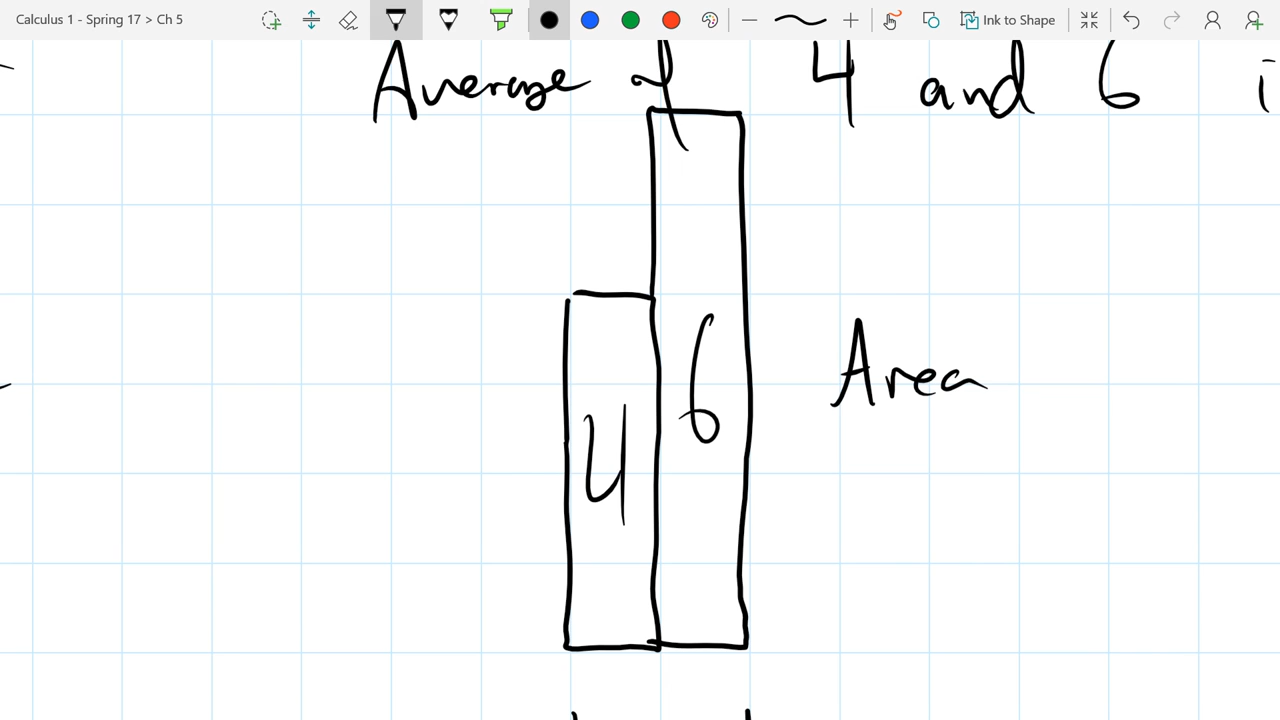 Calculus 1 - Spring 17 > Ch 5
Ink to Shape
Average of 4 and 6 i
4
6
Area